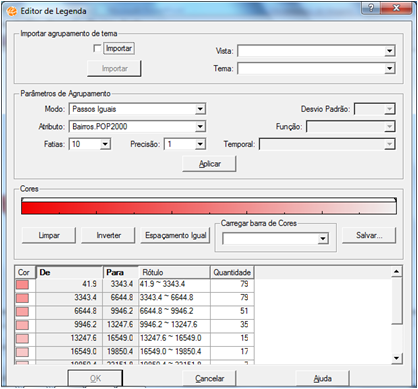 Editor de Legenda
Importar agrupamento de tema
Importar
Vista:
Importar
Tema:
Parâmetros de Agrupamento
Modo: Passos Iguais
Desvio Padrão:
Atributo: Bairros.POP2000
Função:
Fatias: 10 Precisão: 1 Temporal:
Aplicar
Cores
Carregar barra de Cores
Limpar Inverter Espaçamento Igual Salvar...
Cor De Para Rótulo Quantidade
41.9 3343.4 41.9 ~ 3343.4 79
3343.4 6644.8 3343.4 ~ 6644.8 79
6644.8 9946.2 6644.8 ~ 9946.2 51
9946.2 13247.6 9946.2 ~ 13247.6 35
13247.6 16549.0 13247.6 ~ 16549.0 15
16549.0 19850.4 16549.0 ~ 19850.4 17
OK Cancelar Ajuda